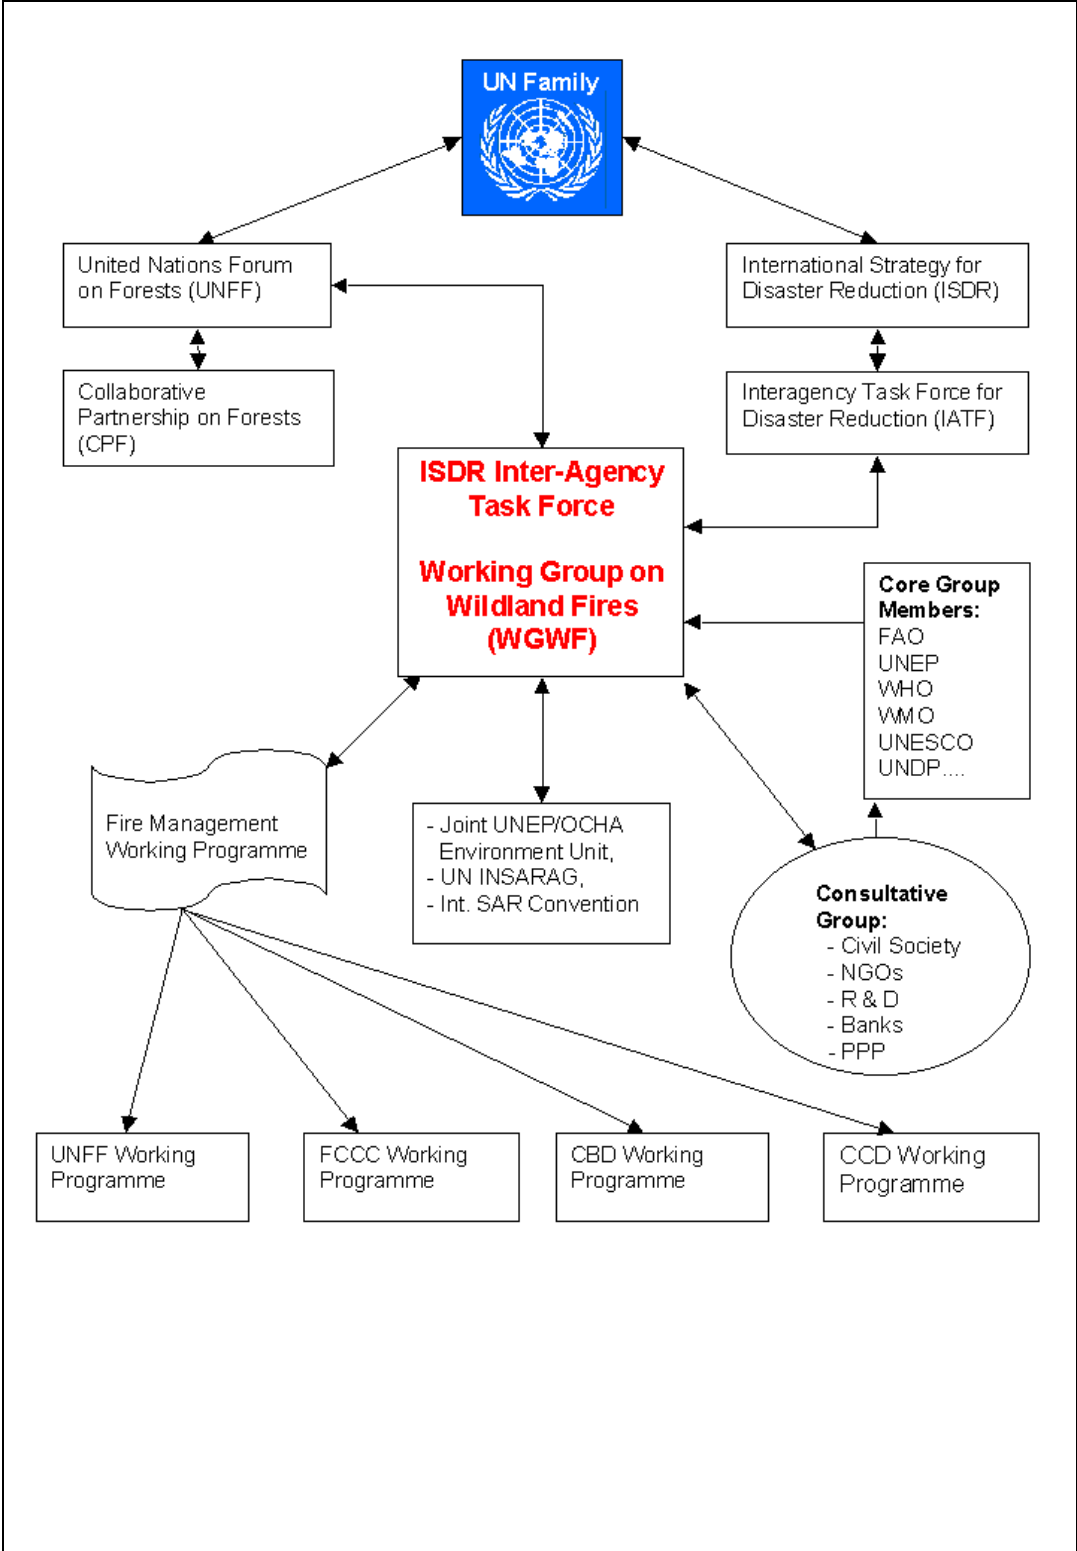 UN Family
United Nations Forum
on Forests (UNFF)
International Strategy for
Disaster Reduction (ISDR)
Collaborative
Partnership on Forests
(CPF)
Interagency Task Force for
Disaster Reduction (IATF)
ISDR Inter-Agency
Task Force
Working Group on
Wildland Fires
(WGWF)
Core Group
Members:
FAO
UNEP
WHO
WMO
UNESCO
UNDP....
Fire Management
Working Programme
- Joint UNEP/OCHA
Environment Unit,
- UN INSARAG,
- Int. SAR Convention
Consultative
Group:
- Civil Society
- NGOs
- R & D
- Banks
- PPP
UNFF Working
Programme
FCCC Working
Programme
CBD Working
Programme
CCD Working
Programme